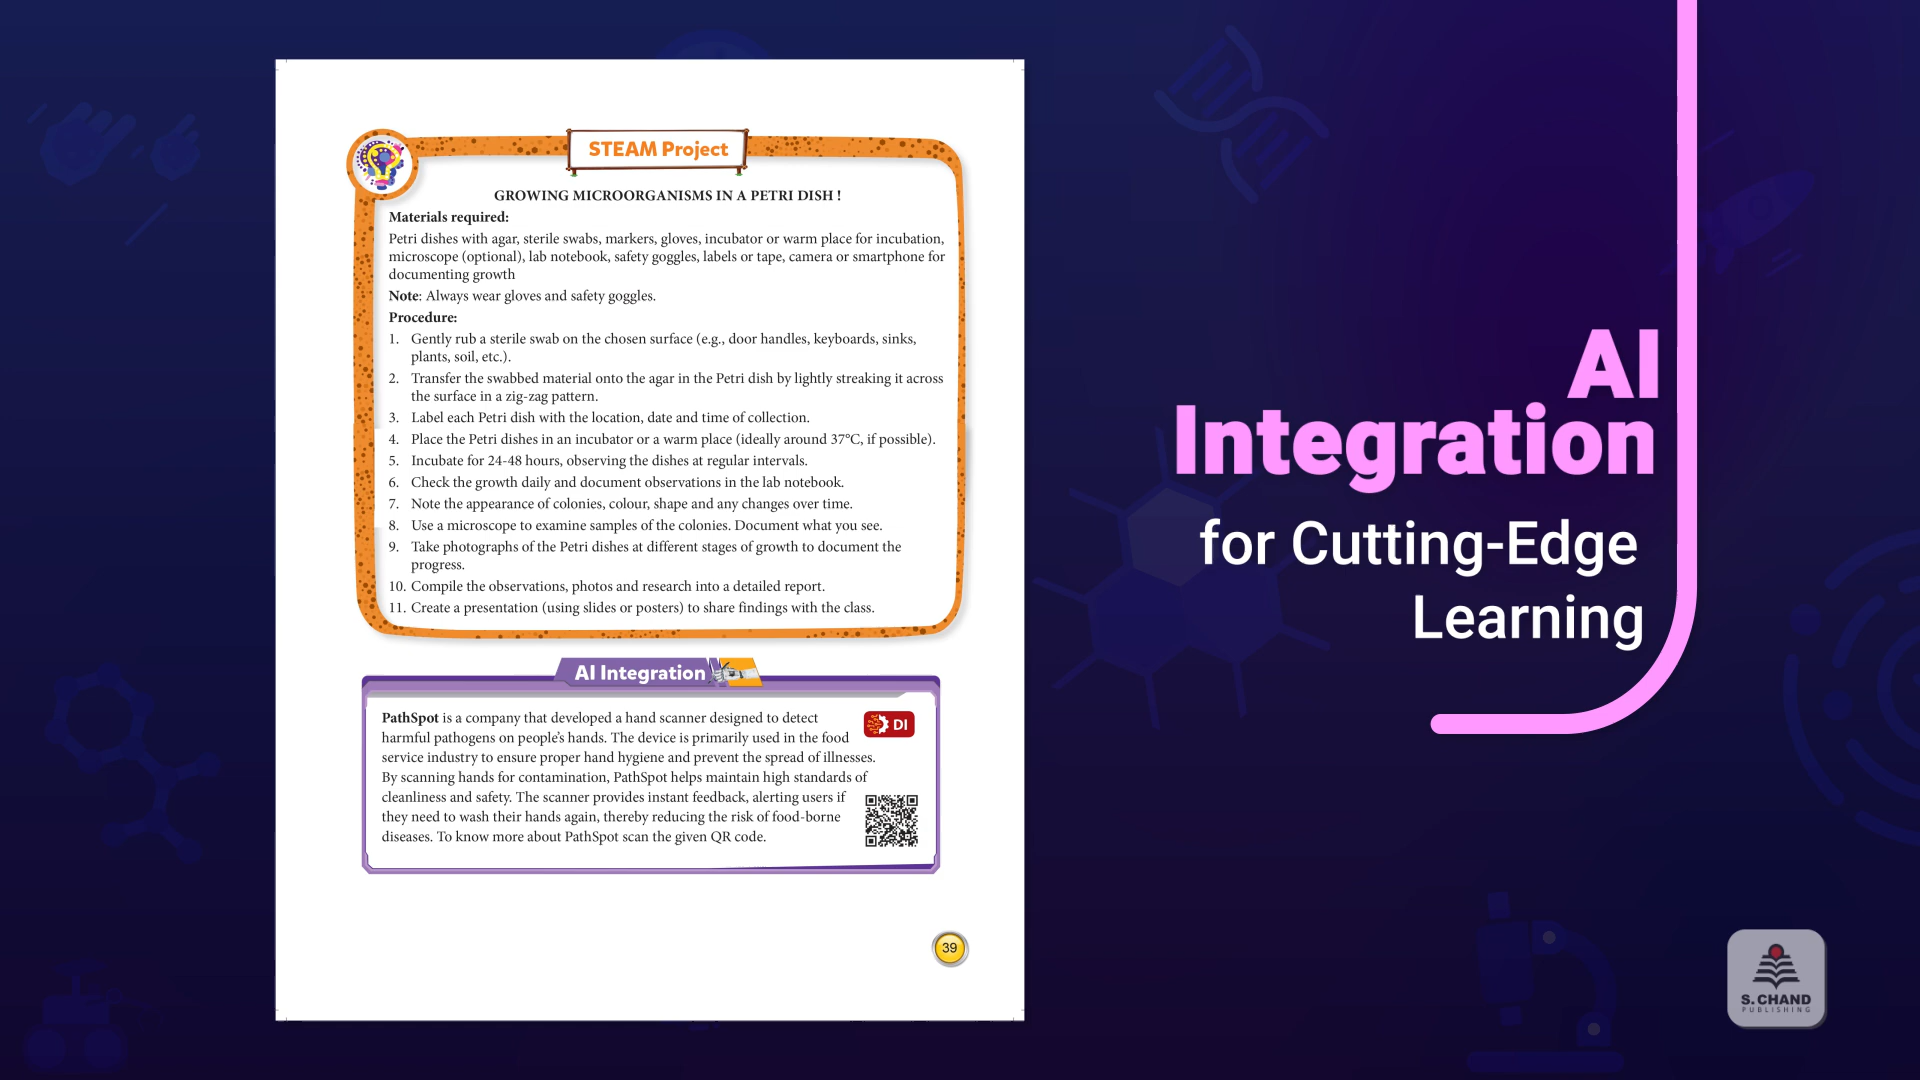 STEAM Project
GROWING MICROORGANISMS IN A PETRI DISH !
Materials required:
Petri dishes with agar, sterile swabs, markers, gloves, incubator or warm place for incubation,
microscope (optional), lab notebook, safety goggles, labels or tape, camera or smartphone for
documenting growth
Note: Always wear gloves and safety goggles.
Procedure:
1. Gently rub a sterile swab on the chosen surface (e.g., door handles, keyboards, sinks,
plants, soil, etc.).
2. Transfer the swabbed material onto the agar in the Petri dish by lightly streaking it across
the surface in a zig-zag pattern.
3. Label each Petri dish with the location, date and time of collection.
4. Place the Petri dishes in an incubator or a warm place (ideally around 37°C, if possible).
5. Incubate for 24-48 hours, observing the dishes at regular intervals.
6. Check the growth daily and document observations in the lab notebook.
7. Note the appearance of colonies, colour, shape and any changes over time.
8. Use a microscope to examine samples of the colonies. Document what you see.
9. Take photographs of the Petri dishes at different stages of growth to document the
progress.
10. Compile the observations, photos and research into a detailed report.
11. Create a presentation (using slides or posters) to share findings with the class.
AI Integration
PathSpot is a company that developed a hand scanner designed to detect
harmful pathogens on people's hands. The device is primarily used in the food
service industry to ensure proper hand hygiene and prevent the spread of illnesses.
By scanning hands for contamination, PathSpot helps maintain high standards of
cleanliness and safety. The scanner provides instant feedback, alerting users if
they need to wash their hands again, thereby reducing the risk of food-borne
diseases. To know more about PathSpot scan the given QR code.
DI
39
AI
Integration
for Cutting-Edge
Learning
S. CHAND
PUBLISHING